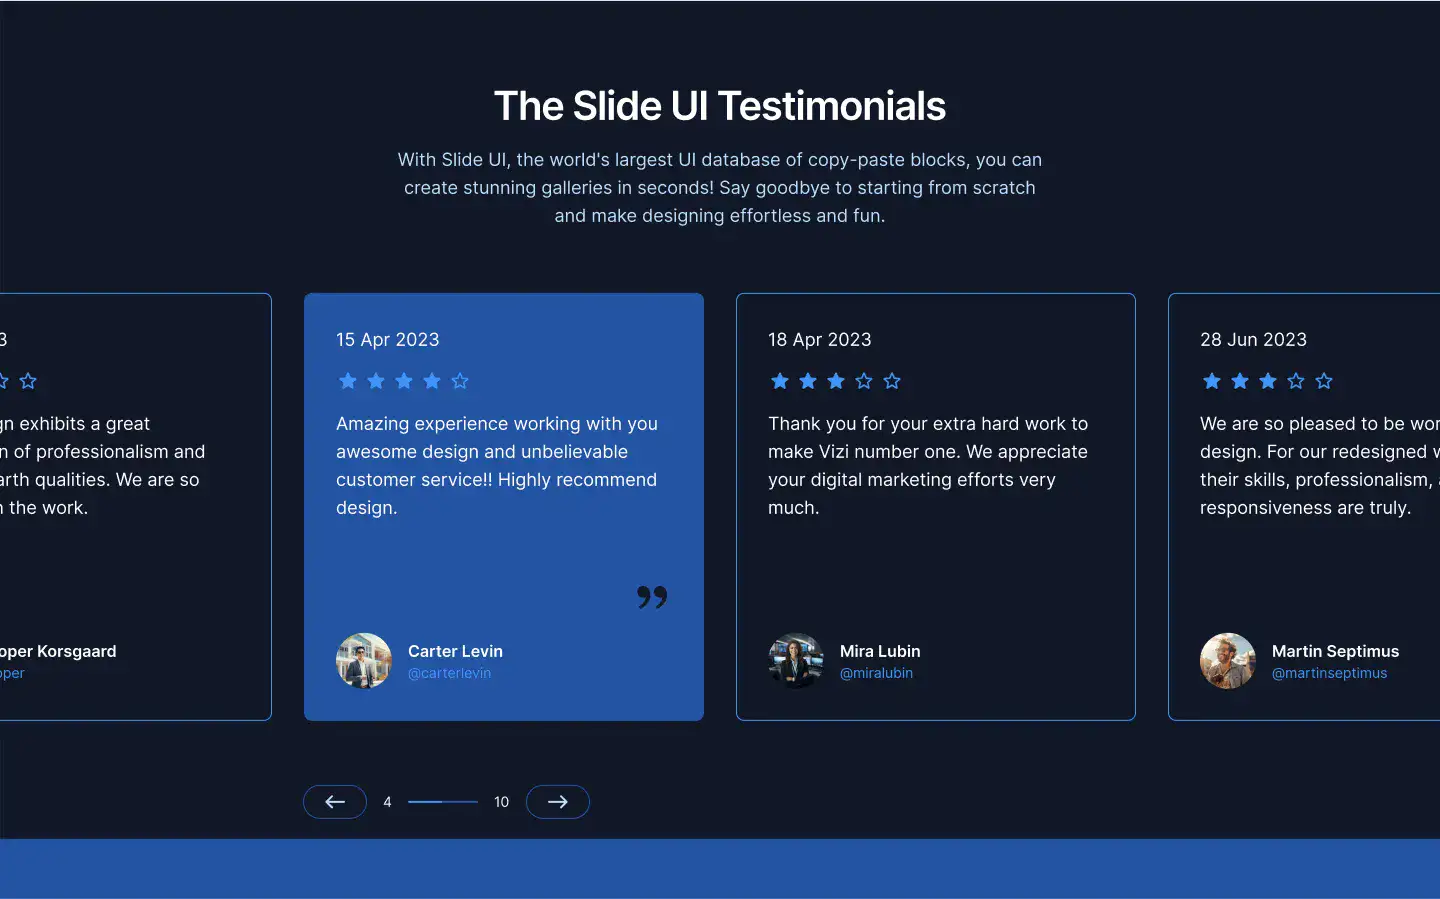 The Slide UI Testimonials
With Slide UI, the world's largest UI database of copy-paste blocks, you can
create stunning galleries in seconds! Say goodbye to starting from scratch
and make designing effortless and fun.
exhibits a great
of professionalism and
qualities. We are so
the work.
Korsgaard
15 Apr 2023
Amazing experience working with you
awesome design and unbelievable
customer service!! Highly recommend
design.
Carter Levin
@carterlevin
18 Apr 2023
Thank you for your extra hard work to
make Vizi number one. We appreciate
your digital marketing efforts very
much.
Mira Lubin
@miralubin
28 Jun 2023
We are so pleased to be
design. For our redesigned
their skills, professionalism,
responsiveness are truly.
Martin Septimus
@martinseptimus
4
10